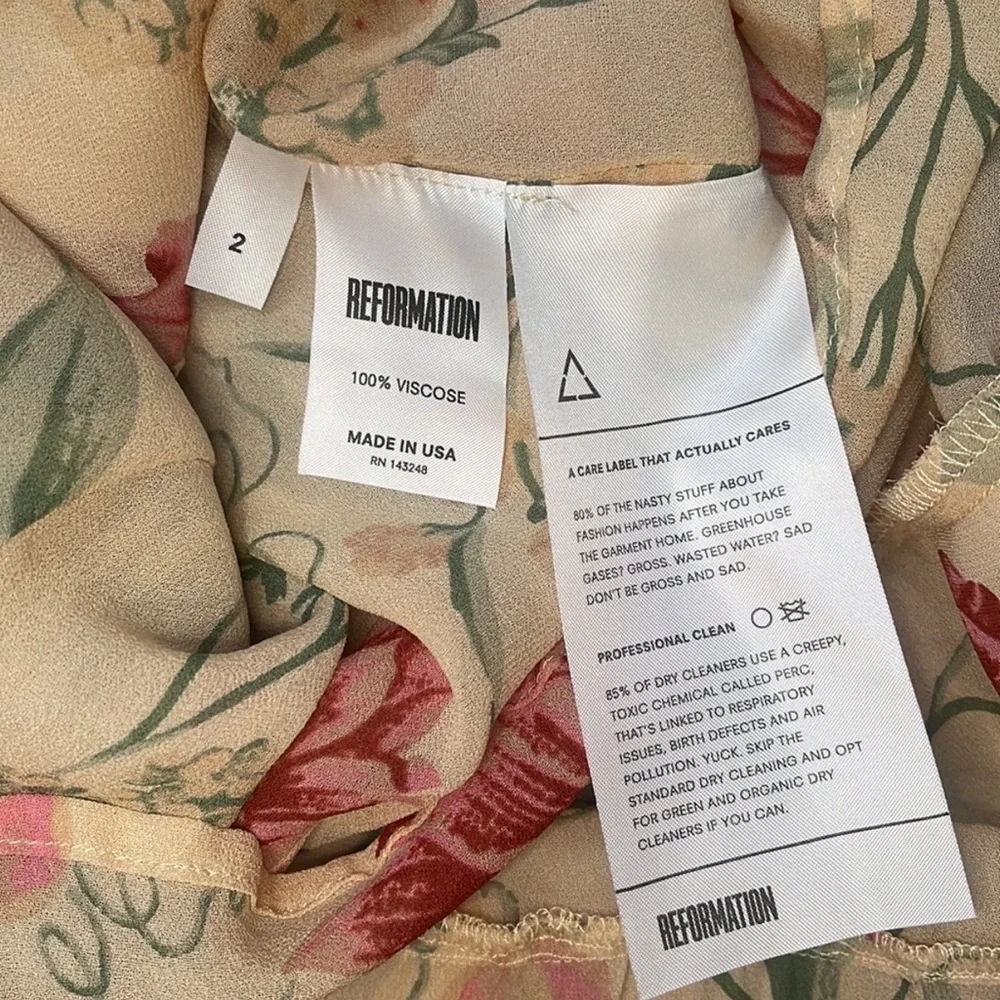 2
REFORMATION
100% VISCOSE
MADE IN USA
RN 143248
A CARE LABEL THAT ACTUALLY CARES
80% OF THE NASTY STUFF ABOUT
FASHION HAPPENS AFTER YOU TAKE
THE GARMENT HOME. GREENHOUSE
GASES? GROSS. WASTED WATER? SAD
DON'T BE GROSS AND SAD.
PROFESSIONAL CLEAN
85% OF DRY CLEANERS USE A CREEPY,
TOXIC CHEMICAL CALLED PERC,
THAT'S LINKED TO RESPIRATORY
ISSUES, BIRTH DEFECTS AND AIR
POLLUTION. YUCK. SKIP THE
STANDARD DRY CLEANING AND OPT
FOR GREEN AND ORGANIC DRY
CLEANERS IF YOU CAN.
REFORMATION